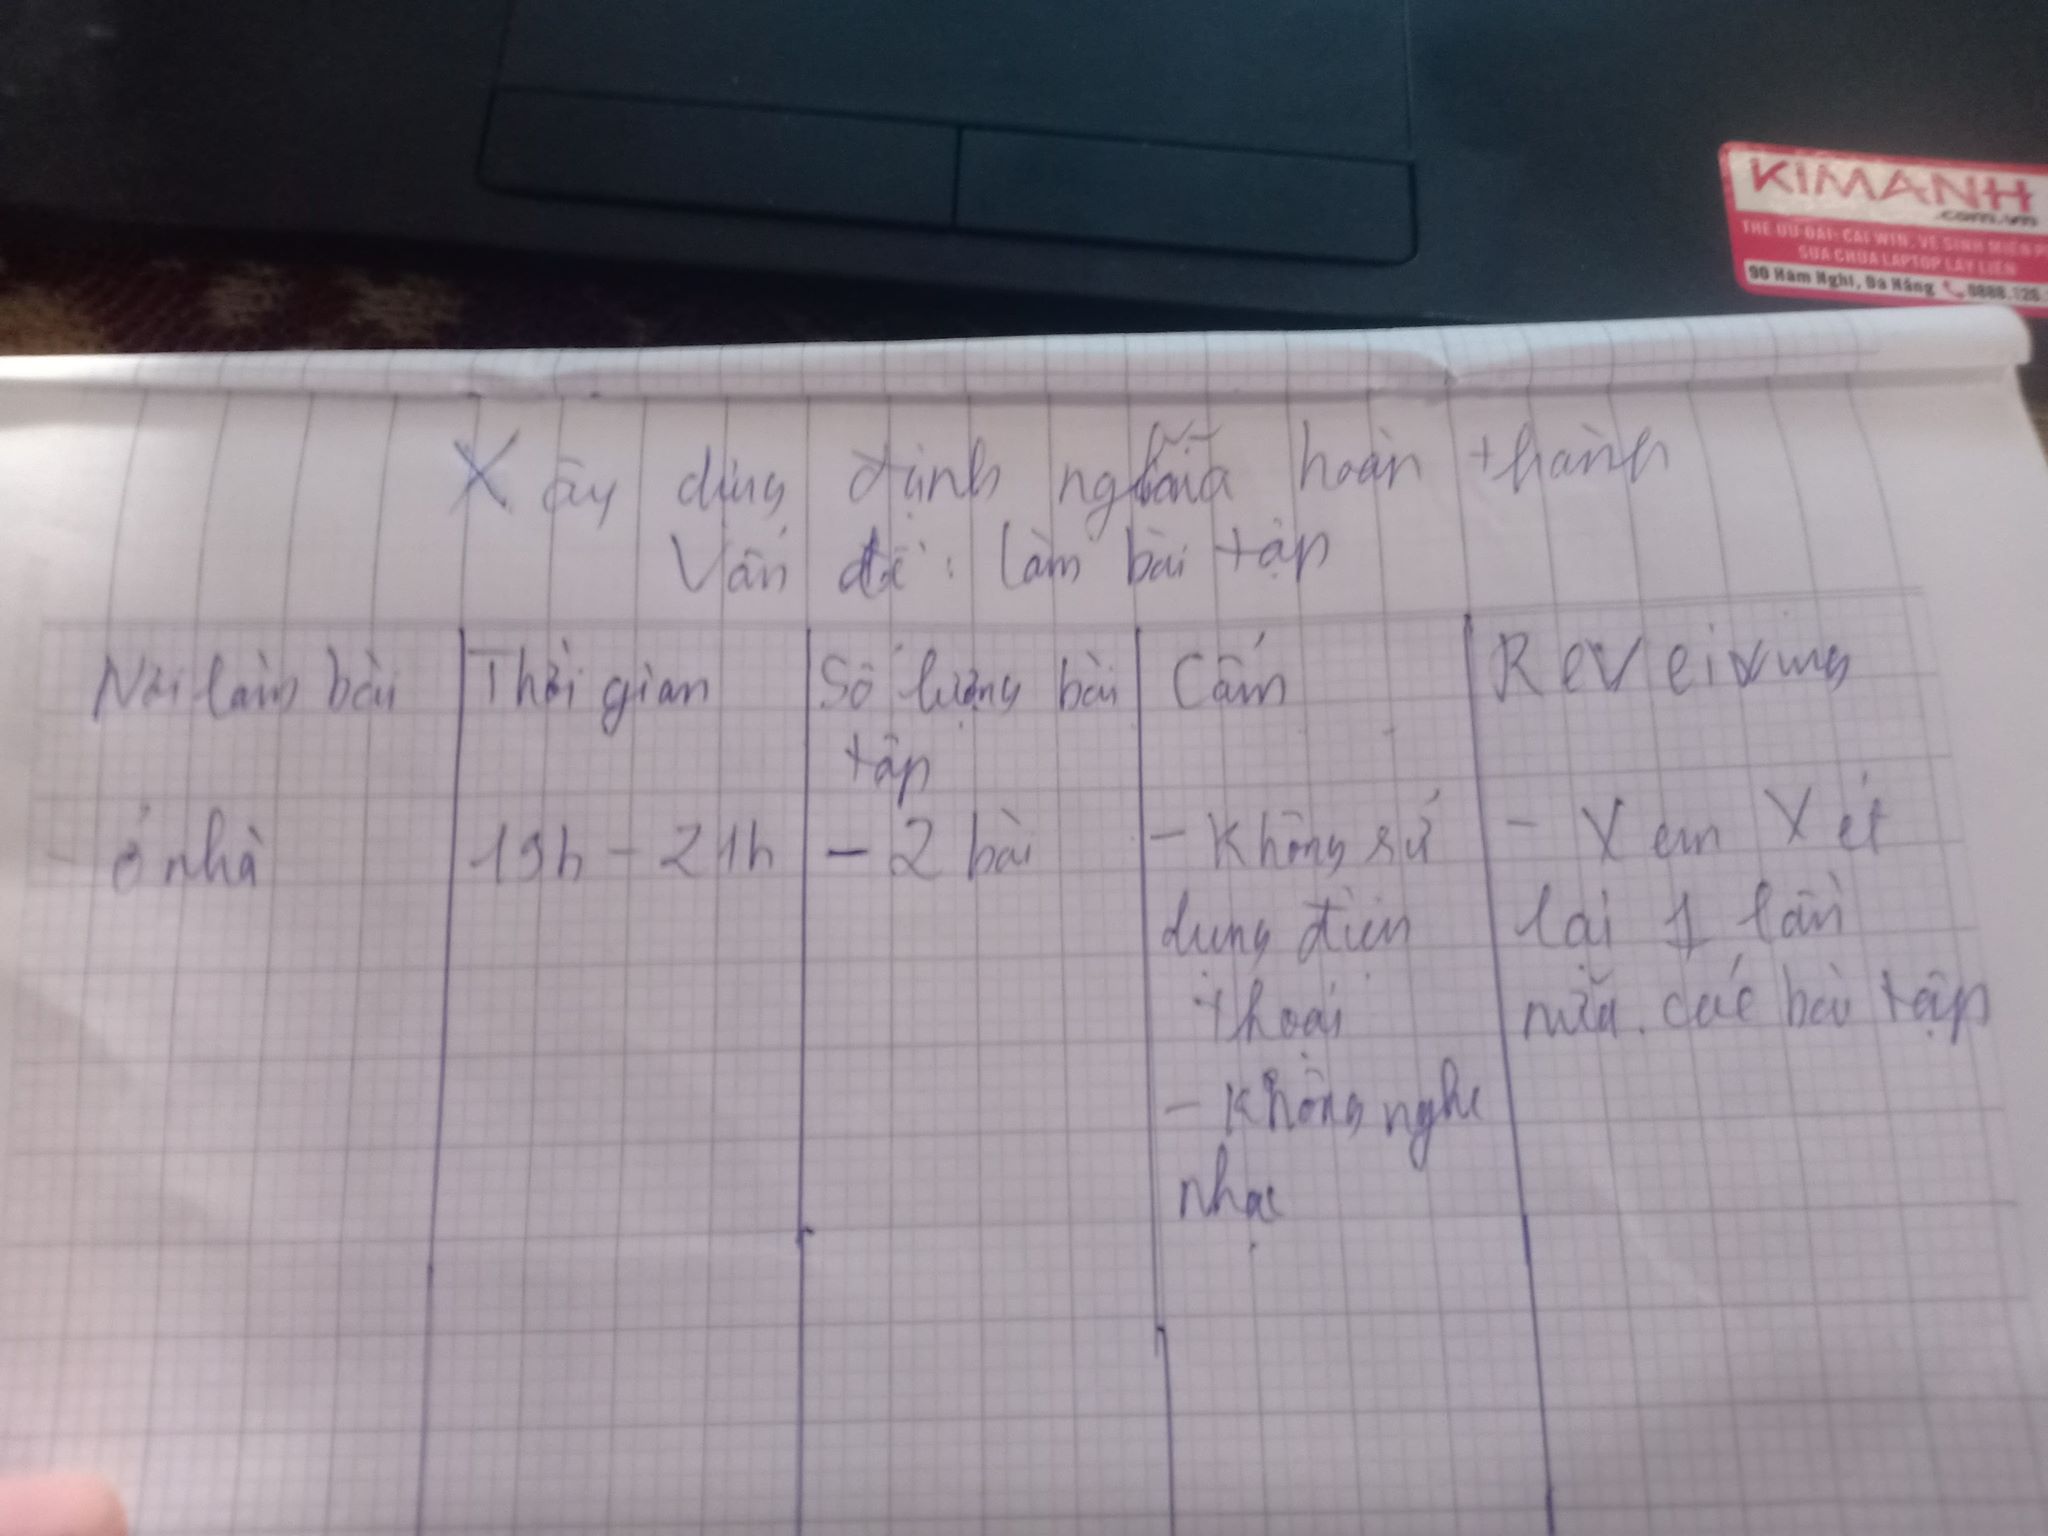 KIMANH
.com.vn
THẺ ƯU ĐÃI: CÀI WIN, VỆ SINH MIỄN P
SỬA CHỮA LAPTOP LẤY LIỀN
90 Hàm Nghi, Đà Nẵng 0888.128.
Xây dựng định nghĩa hoàn thành
Vấn đề: làm bài tập
Nơi làm bài
- ở nhà
Thời gian
19h - 21h
Số lượng bài
tập
- 2 bài
Cấm
- Không sử
dụng điện
thoại
- Không nghe
nhạc
Reveiwing
- Xem xét
lại 1 lần
nữa. các bài tập